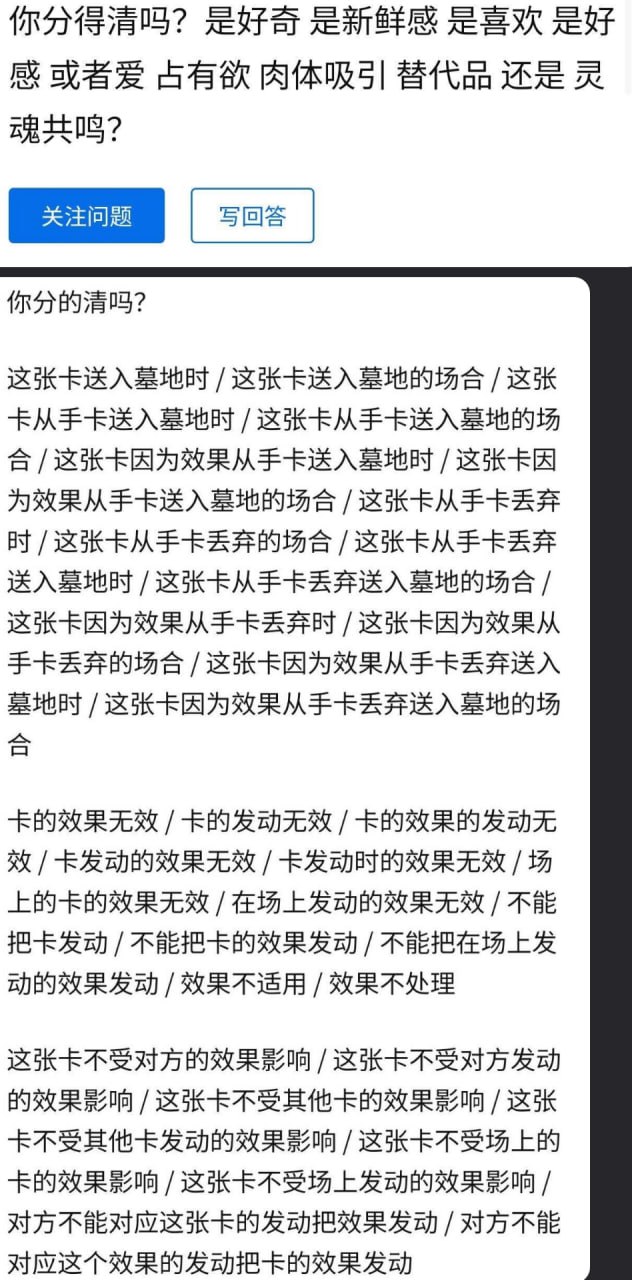 你分得清吗？是好奇 是新鲜感 是喜欢 是好
感 或者爱 占有欲 肉体吸引 替代品 还是 灵
魂共鸣？
关注问题
写回答
你分的清吗？
这张卡送入墓地时 / 这张卡送入墓地的场合 / 这张
卡从手卡送入墓地时 / 这张卡从手卡送入墓地的场
合 / 这张卡因为效果从手卡送入墓地时 / 这张卡因
为效果从手卡送入墓地的场合 / 这张卡从手卡丢弃
时 / 这张卡从手卡丢弃的场合 / 这张卡从手卡丢弃
送入墓地时 / 这张卡从手卡丢弃送入墓地的场合 /
这张卡因为效果从手卡丢弃时 / 这张卡因为效果从
手卡丢弃的场合 / 这张卡因为效果从手卡丢弃送入
墓地时 / 这张卡因为效果从手卡丢弃送入墓地的场
合
卡的效果无效 / 卡的发动无效 / 卡的效果的发动无
效 / 卡发动的效果无效 / 卡发动时的效果无效 / 场
上的卡的效果无效 / 在场上发动的效果无效 / 不能
把卡发动 / 不能把卡的效果发动 / 不能把在场上发
动的效果发动 / 效果不适用 / 效果不处理
这张卡不受对方的效果影响 / 这张卡不受对方发动
的效果影响 / 这张卡不受其他卡的效果影响 / 这张
卡不受其他卡发动的效果影响 / 这张卡不受场上的
卡的效果影响 / 这张卡不受场上发动的效果影响 /
对方不能对应这张卡的发动把效果发动 / 对方不能
对应这个效果的发动把卡的效果发动